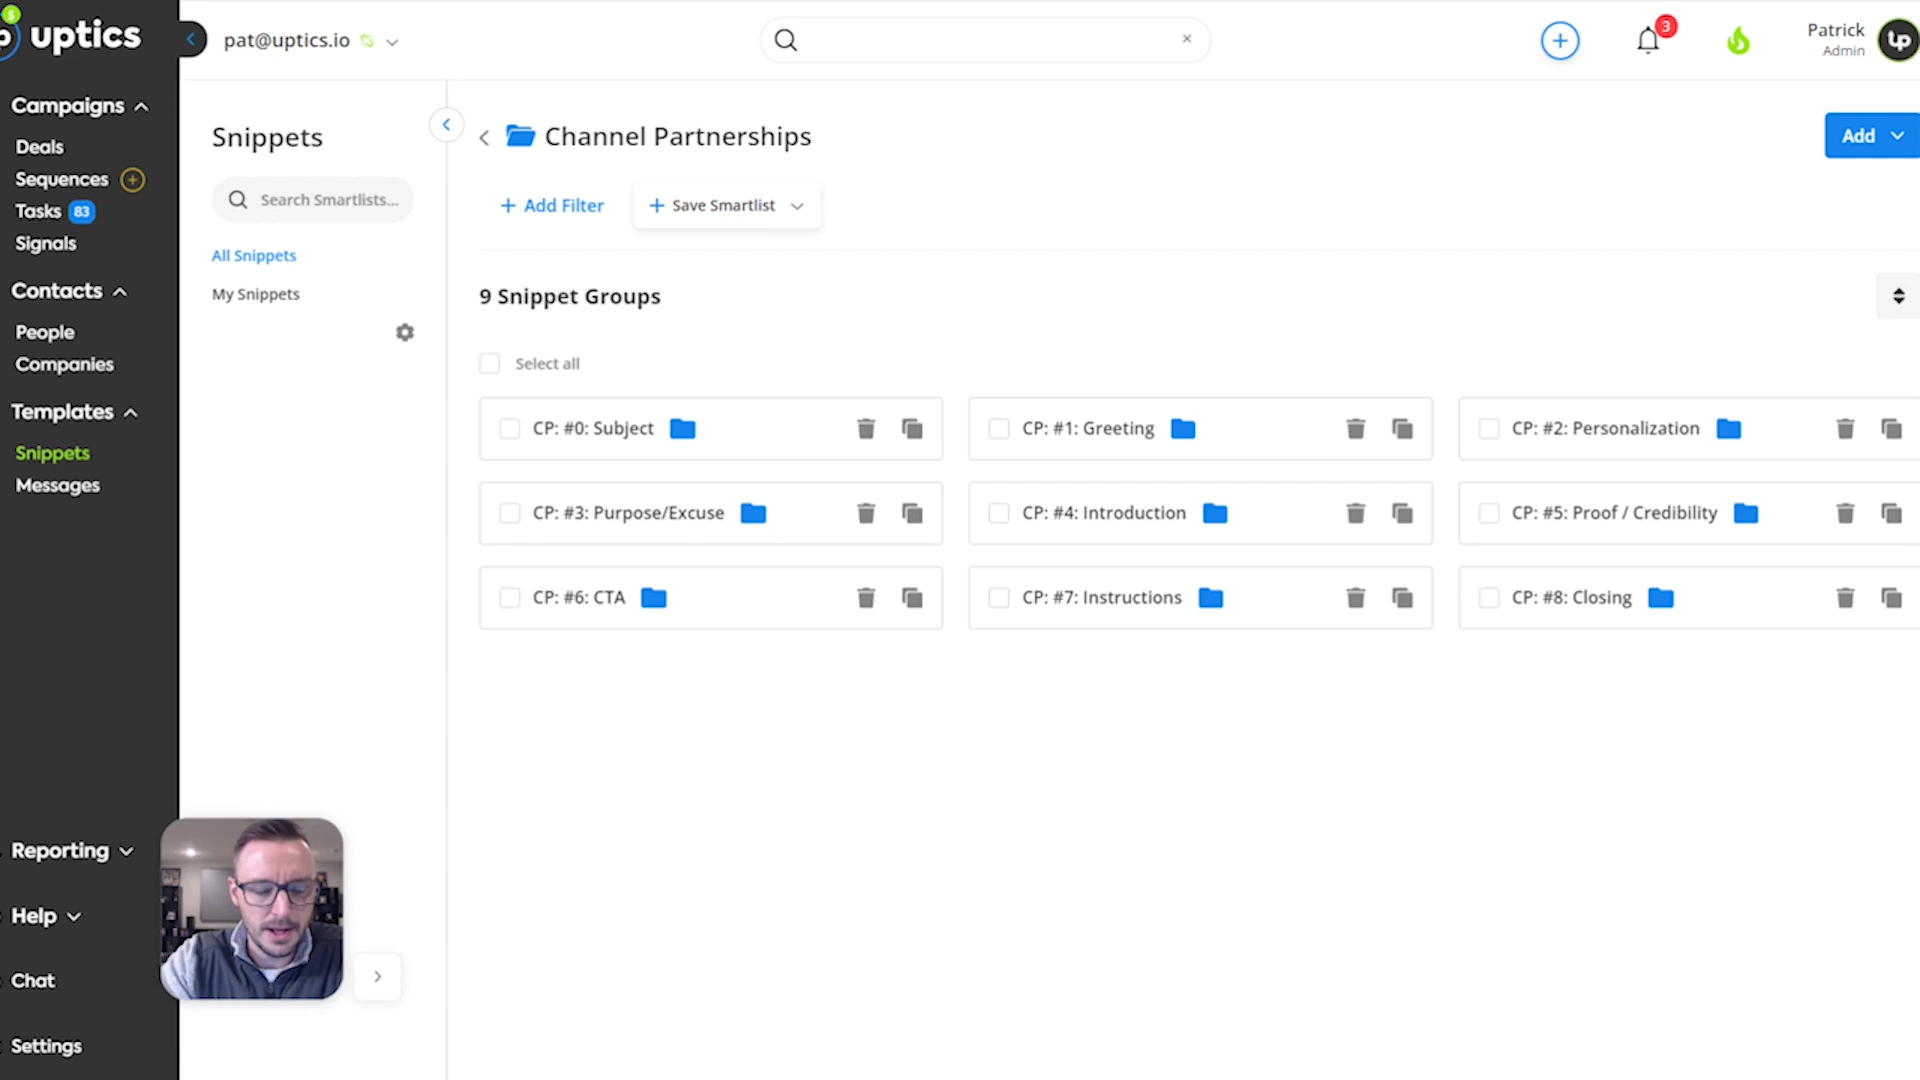 uptics
pat@uptics.io
3
Patrick
Admin
Campaigns
Deals
Sequences
Tasks 83
Signals
Contacts
People
Companies
Templates
Snippets
Messages
Reporting
Help
Chat
Settings
Snippets
Search Smartlists...
All Snippets
My Snippets
Channel Partnerships
Add
+ Add Filter
+ Save Smartlist
9 Snippet Groups
Select all
CP: #0: Subject
CP: #1: Greeting
CP: #2: Personalization
CP: #3: Purpose/Excuse
CP: #4: Introduction
CP: #5: Proof / Credibility
CP: #6: CTA
CP: #7: Instructions
CP: #8: Closing